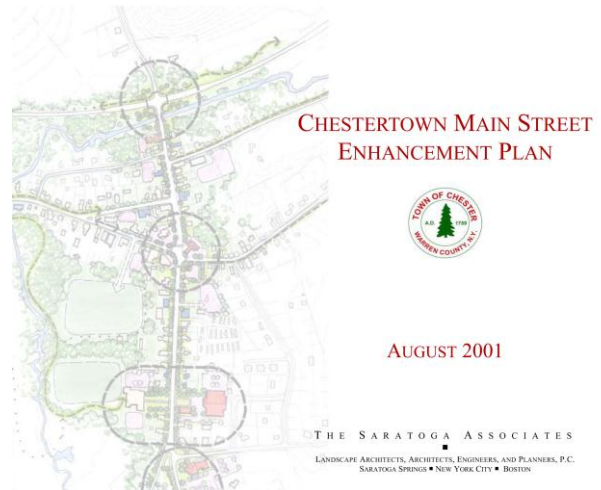 CHESTERTOWN MAIN STREET
ENHANCEMENT PLAN
TOWN OF CHESTER
A.D. 1799
WARREN COUNTY, N.Y.
AUGUST 2001
THE SARATOGA ASSOCIATES
■
LANDSCAPE ARCHITECTS, ARCHITECTS, ENGINEERS, AND PLANNERS, P.C.
SARATOGA SPRINGS ■ NEW YORK CITY ■ BOSTON